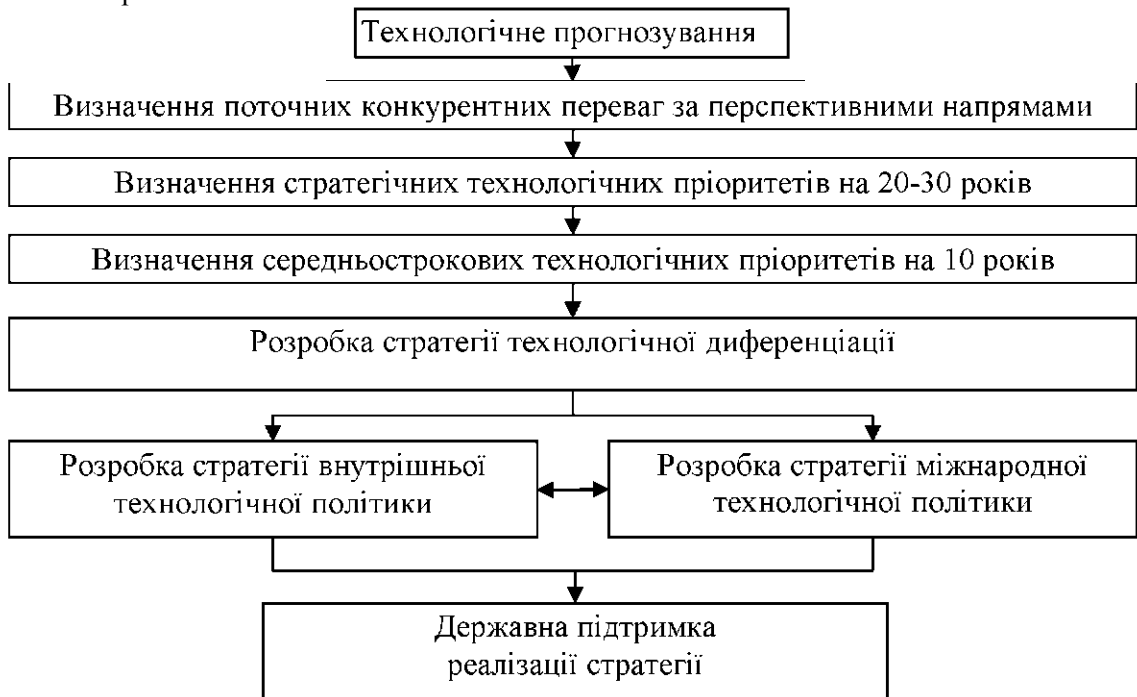 Технологічне прогнозування
Визначення поточних конкурентних переваг за перспективними напрямами
Визначення стратегічних технологічних пріоритетів на 20-30 років
Визначення середньострокових технологічних пріоритетів на 10 років
Розробка стратегії технологічної диференціації
Розробка стратегії внутрішньої
технологічної політики
Розробка стратегії міжнародної
технологічної політики
Державна підтримка
реалізації стратегії